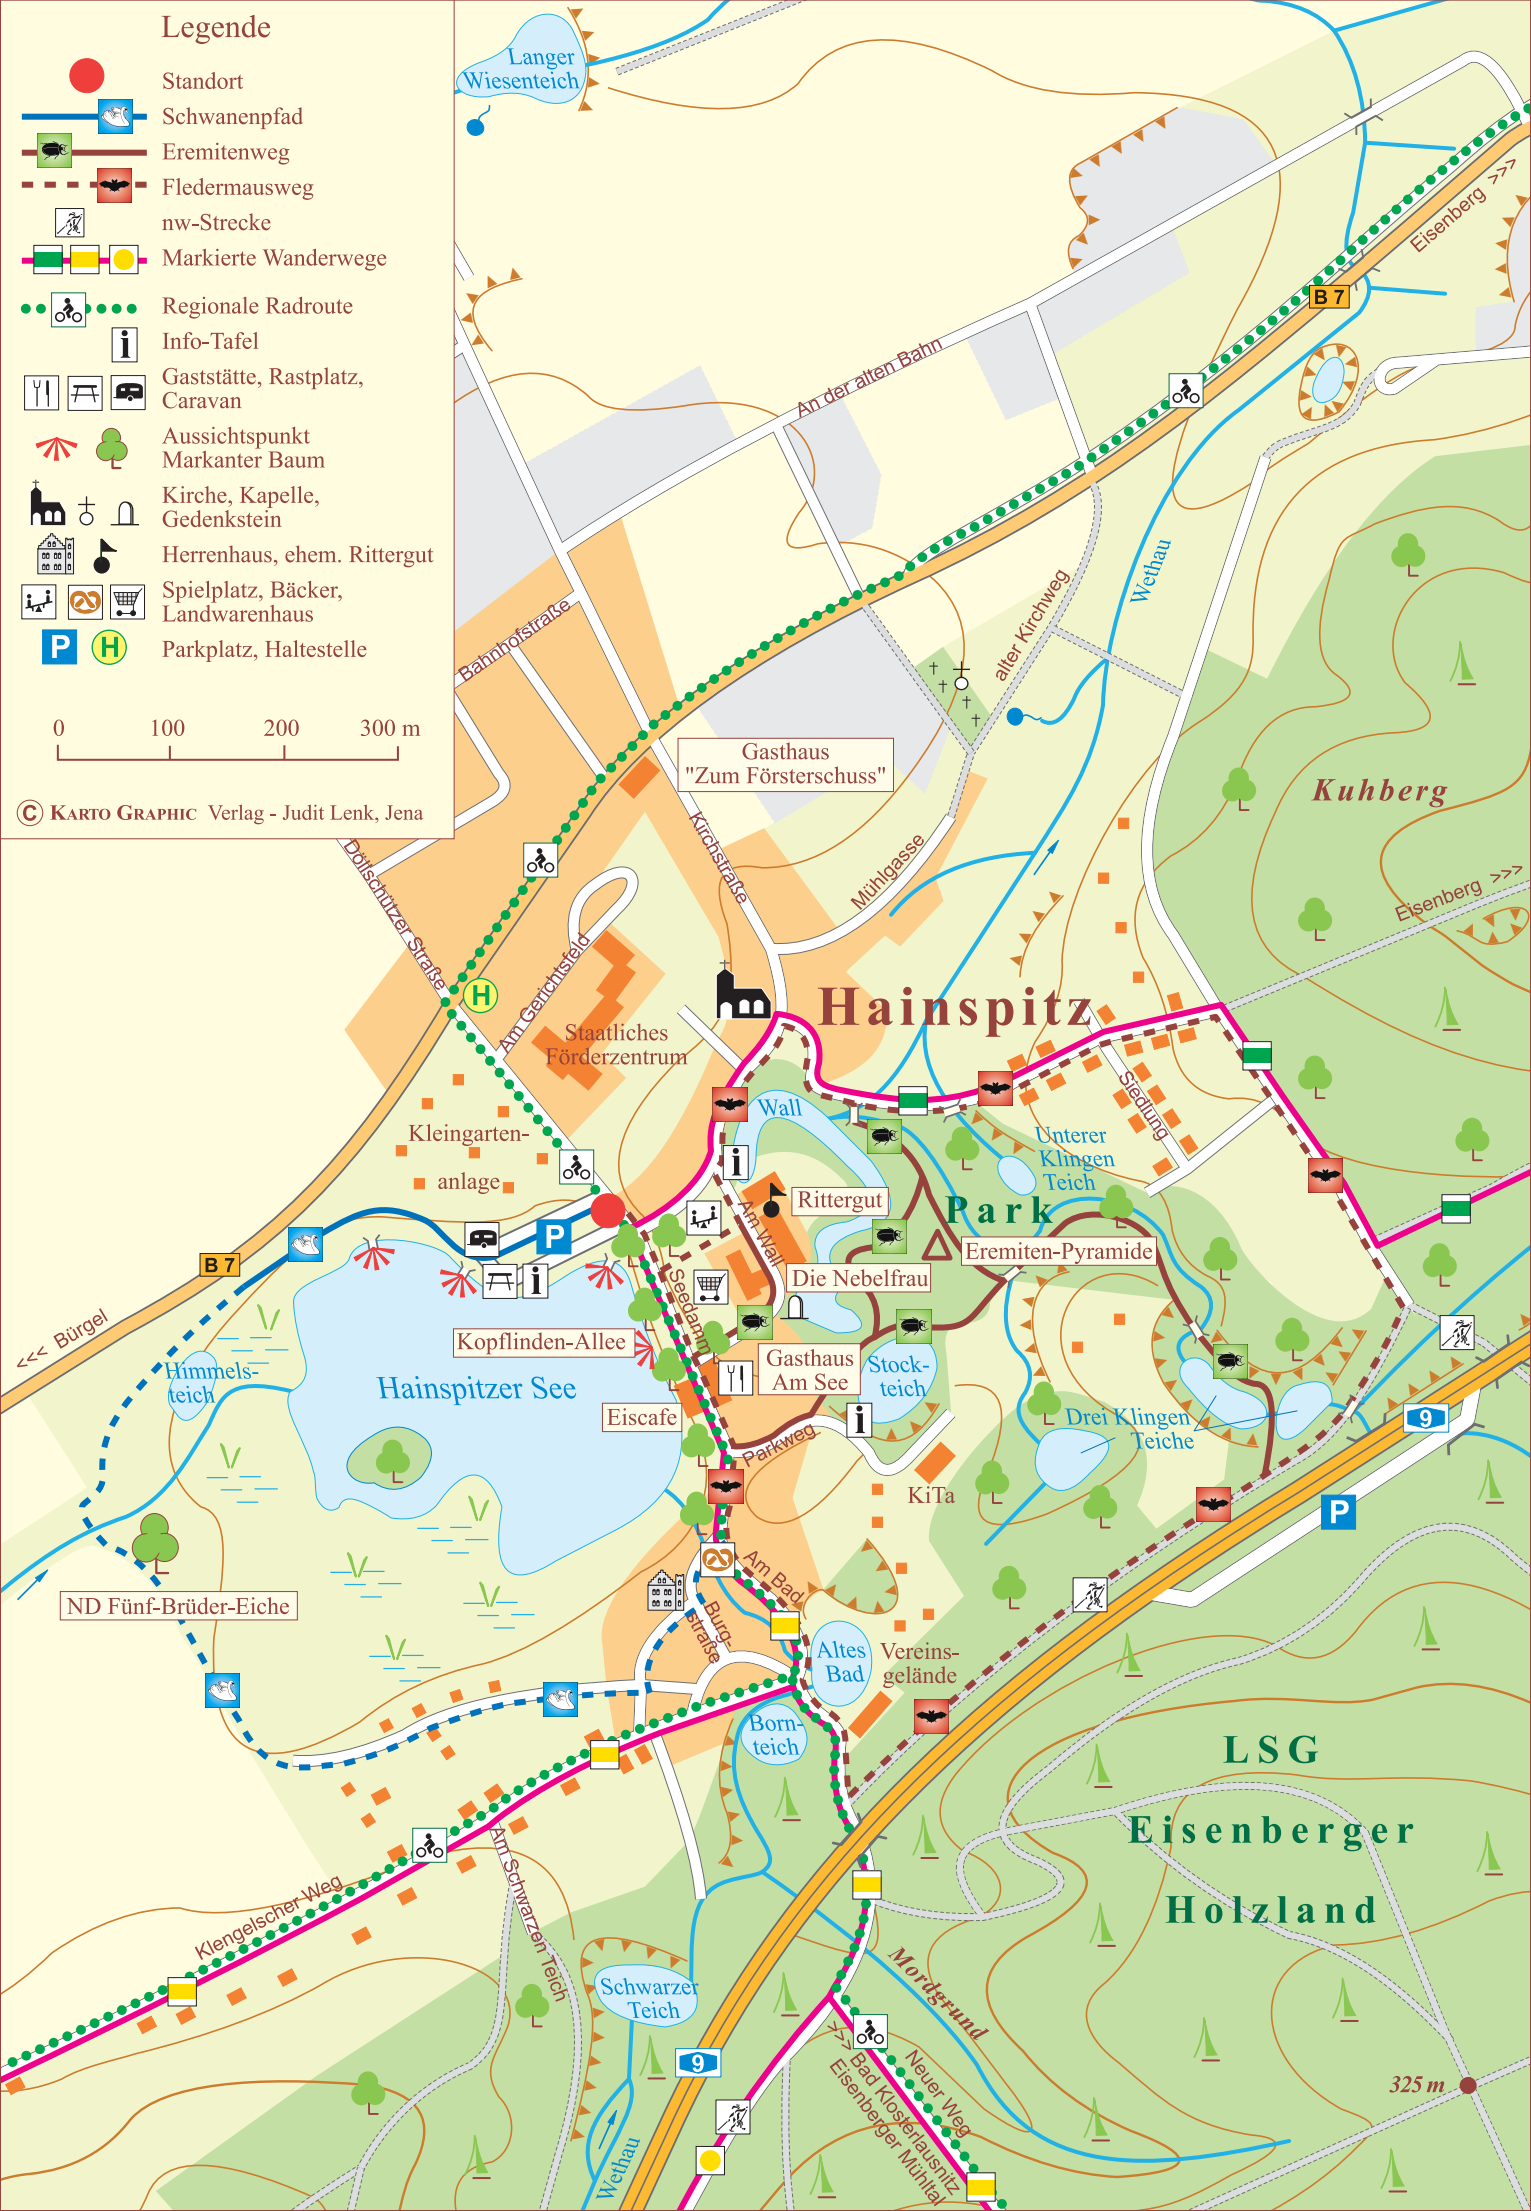 Legende
Standort
Schwanenpfad
Eremitenweg
Fledermausweg
nw-Strecke
Markierte Wanderwege
Regionale Radroute
i
Info-Tafel
Gaststätte, Rastplatz,
Caravan
Aussichtspunkt
Markanter Baum
Kirche, Kapelle,
Gedenkstein
Herrenhaus, ehem. Rittergut
Spielplatz, Bäcker,
Landwarenhaus
P H
Parkplatz, Haltestelle
0 100 200 300 m
© KARTO GRAPHIC Verlag - Judit Lenk, Jena
Langer
Wiesenteich
Eisenberg >>>
B 7
An der alten Bahn
Wethau
alter Kirchweg
Bahnhofstraße
Gasthaus
"Zum Försterschuss"
Kuhberg
Kirchstraße
Mühlgasse
Döllschützer Straße
Eisenberg >>>
H
Am Gerichtsfeld
Hainspitz
Staatliches
Förderzentrum
Siedlung
Wall
Kleingarten-
anlage
Unterer
Klingen
Teich
i
Rittergut
Park
Am Wall
P
Eremiten-Pyramide
B 7
i
Die Nebelfrau
Seedamm
<<< Bürgel
Kopflinden-Allee
Gasthaus
Am See
Stock-
teich
Himmels-
teich
Hainspitzer See
Eiscafe
i
Drei Klingen
Teiche
9
Parkweg
KiTa
P
Am Bad
ND Fünf-Brüder-Eiche
Burg-
straße
Altes
Bad
Vereins-
gelände
Born-
teich
LSG
Eisenberger
Holzland
Am Schwarzen Teich
Klengelscher Weg
Mordgrund
Schwarzer
Teich
9
Neuer Weg
>>> Bad Klosterlausnitz
Eisenberger Mühltal
325 m
Wethau